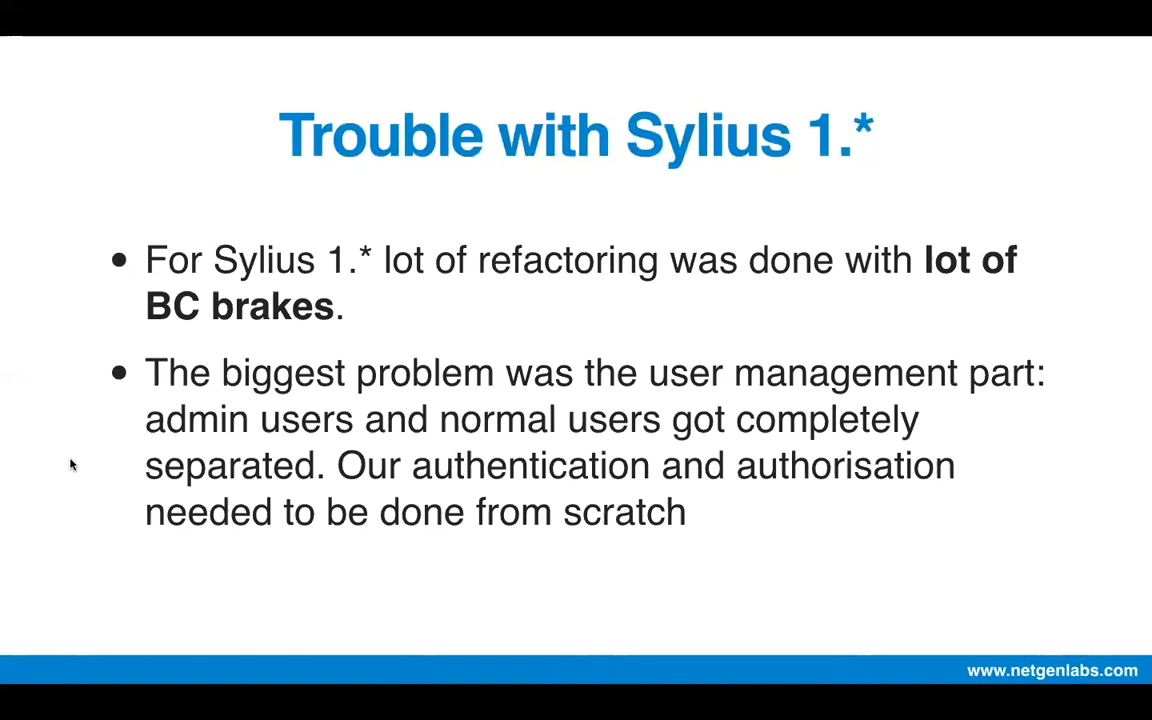 Trouble with Sylius 1.*
• For Sylius 1.* lot of refactoring was done with lot of
BC brakes.
• The biggest problem was the user management part:
admin users and normal users got completely
separated. Our authentication and authorisation
needed to be done from scratch
www.netgenlabs.com